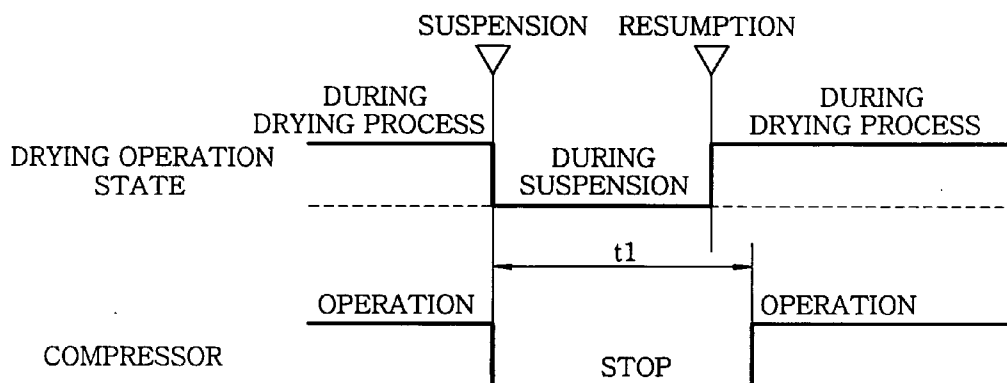 SUSPENSION RESUMPTION
DURING
DRYING PROCESS
DURING
DRYING PROCESS
DRYING OPERATION
STATE
DURING
SUSPENSION
t1
OPERATION
OPERATION
COMPRESSOR
STOP